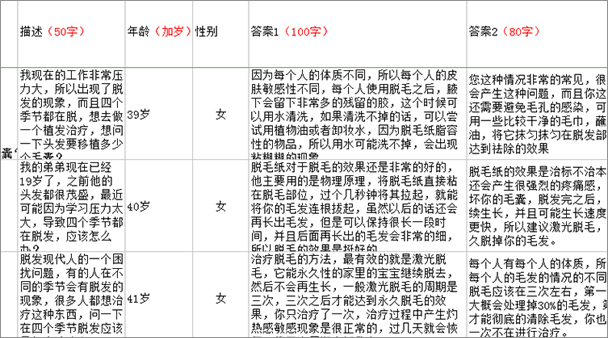 描述（50字）
年龄（加岁）
性别
答案1（100字）
答案2（80字）
我现在的工作非常压
力大，所以出现了脱
发的现象，而且四个
季节都在脱，想去做
一个植发治疗，想问
一下头发要移植多少
个毛囊？
39岁
女
因为每个人的体质不同，所以每个人的皮
肤敏感性不同，每个人使用脱毛之后，腋
下会留下非常多的残留的胶，这个时候可
以用水清洗，如果清洗不掉的话，可以尝
试用植物油或者卸妆水，因为脱毛纸脂容
性的物品，所以用水可能洗不掉，会出现
粘糊糊的现象
您这种情况非常的常见，很
会产生这种问题，而且你这
还需要避免毛孔的感染，可
用一些比较干净的毛巾，蘸
油，将它抹匀抹匀在脱发部
达到祛除的效果
囊
我的弟弟现在已经
19岁了，之前他的
头发都很茂盛，最近
可能因为学习压力太
大，导致四个季节都
在脱发，应该怎么
办？
40岁
女
脱毛纸对于脱毛的效果还是非常的好的，
他主要用的是物理原理，将脱毛纸直接粘
在脱毛部位，过个几秒钟将其拉起，就能
将你的毛发连根拔起，虽然以后的话还会
再长出毛发，但是可以保持很长一段时
间，并且后面再长出的毛发会非常的细，
所以脱毛的效果是挺好的
脱毛纸的效果是治标不治本
还会产生很强烈的疼痛感，
坏你的毛囊，脱发完之后，
续生长，并且可能生长速度
更快，所以建议激光脱毛，
久脱掉你的毛发。
脱发现代人的一个困
扰问题，有的人在不
同的季节会有脱发的
现象，很多人都想治
疗这种东西，问一下
在四个季节脱发应该
41岁
女
治疗脱毛的方法，最有效的就是激光脱
毛，它能永久性的家里的宝宝继续脱去，
然后不会再生长，一般激光脱毛的周期是
三次，三次之后才能达到永久脱毛的效
果，你只治疗了一次，治疗过程中产生灼
热感敏感现象是很正常的，过几天就会恢
每个人有每个人的体质，所
每个人的毛发的情况的不同
脱毛应该在三次左右，第一
大概会处理掉30%的毛发，第
才能彻底的清除毛发，你也
一次不在进行治疗。